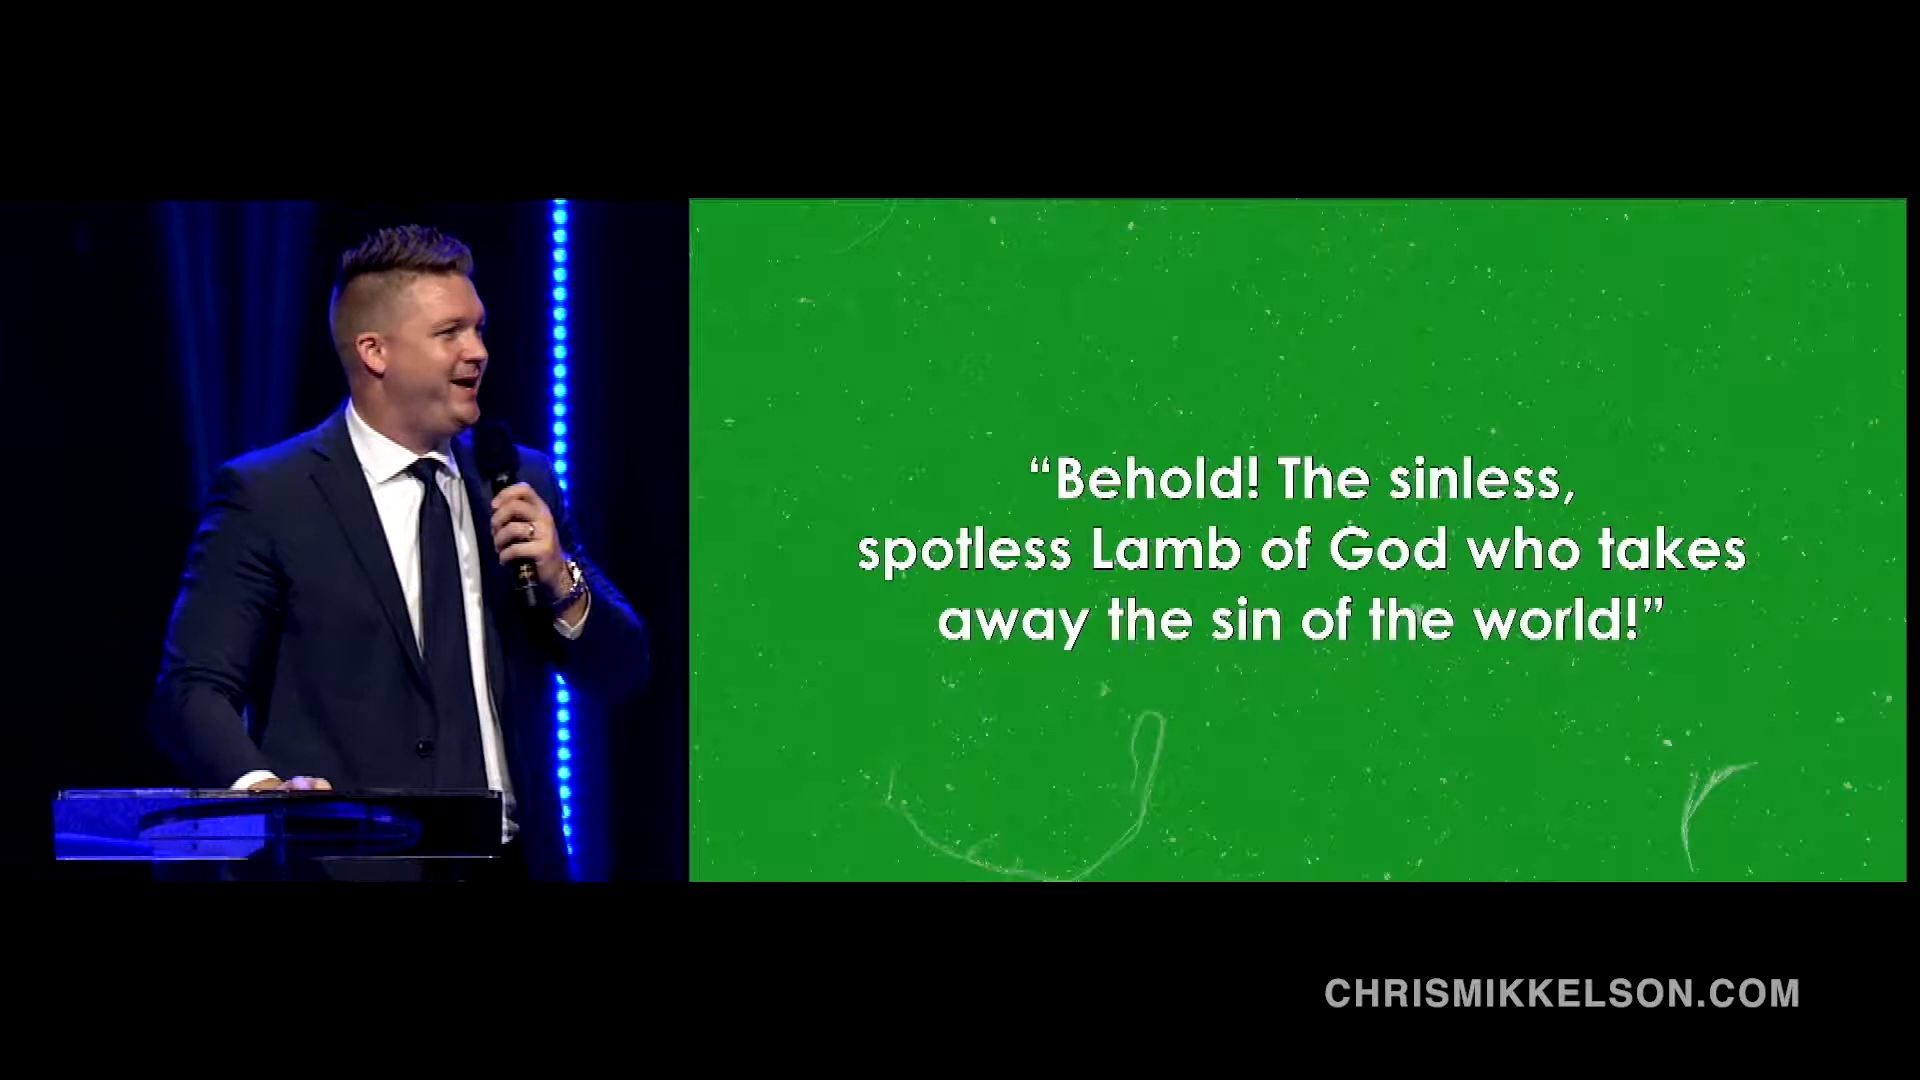 “Behold! The sinless,
spotless Lamb of God who takes
away the sin of the world!”
CHRISMIKKELSON.COM